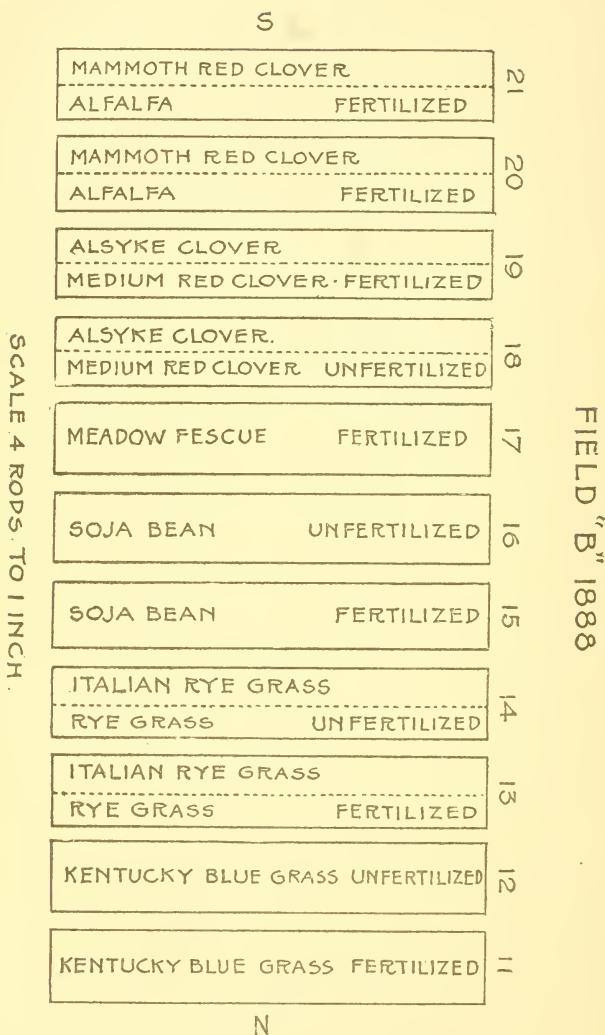 S
MAMMOTH RED CLOVER
ALFALFA FERTILIZED
21
MAMMOTH RED CLOVER
ALFALFA FERTILIZED
20
ALSYKE CLOVER
MEDIUM RED CLOVER · FERTILIZED
19
ALSYKE CLOVER.
MEDIUM RED CLOVER UNFERTILIZED
18
MEADOW FESCUE FERTILIZED
17
SOJA BEAN UNFERTILIZED
16
SOJA BEAN FERTILIZED
15
ITALIAN RYE GRASS
RYE GRASS UNFERTILIZED
14
ITALIAN RYE GRASS
RYE GRASS FERTILIZED
13
KENTUCKY BLUE GRASS UNFERTILIZED
12
KENTUCKY BLUE GRASS FERTILIZED
11
N
SCALE 4 RODS. TO 1 INCH.
FIELD "B" 1888